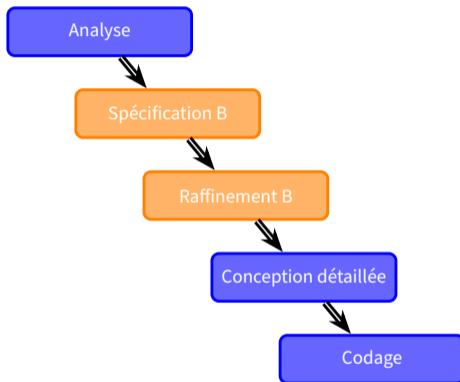 Analyse
Spécification B
Raffinement B
Conception détaillée
Codage